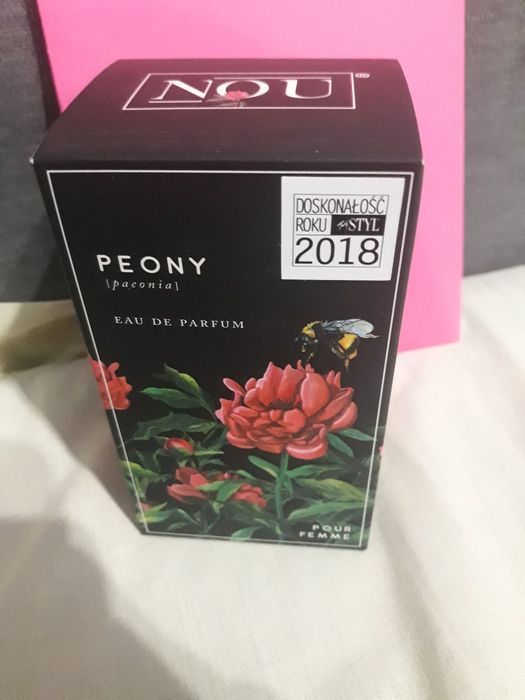 NOU®
DOSKONAŁOŚĆ
ROKU STYL
2018
PEONY
[paeonia]
EAU DE PARFUM
POUR
FEMME